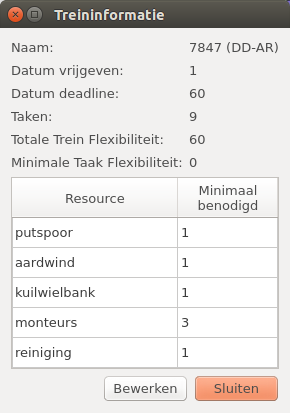 Treininformatie
Naam: 7847 (DD-AR)
Datum vrijgeven: 1
Datum deadline: 60
Taken: 9
Totale Trein Flexibiliteit: 60
Minimale Taak Flexibiliteit: 0
Resource Minimaal benodigd
putspoor 1
aardwind 1
kuilwielbank 1
monteurs 3
reiniging 1
Bewerken Sluiten